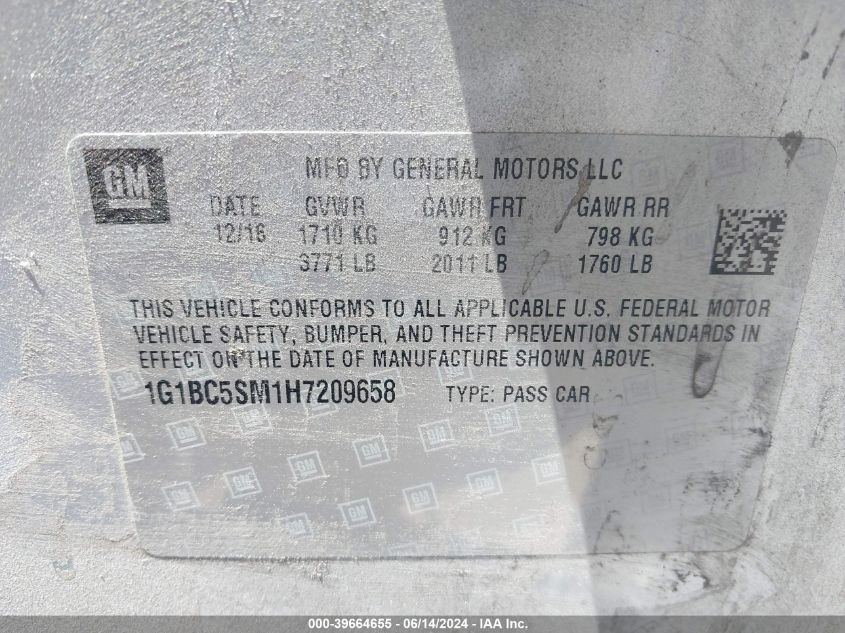 GM
MFD BY GENERAL MOTORS LLC
DATE GVWR GAWR FRT GAWR RR
12/16 1710 KG 912 KG 798 KG
3771 LB 2011 LB 1760 LB
THIS VEHICLE CONFORMS TO ALL APPLICABLE U.S. FEDERAL MOTOR
VEHICLE SAFETY, BUMPER, AND THEFT PREVENTION STANDARDS IN
EFFECT ON THE DATE OF MANUFACTURE SHOWN ABOVE.
1G1BC5SM1H7209658 TYPE: PASS CAR
000-39664655 - 06/14/2024 - IAA Inc.